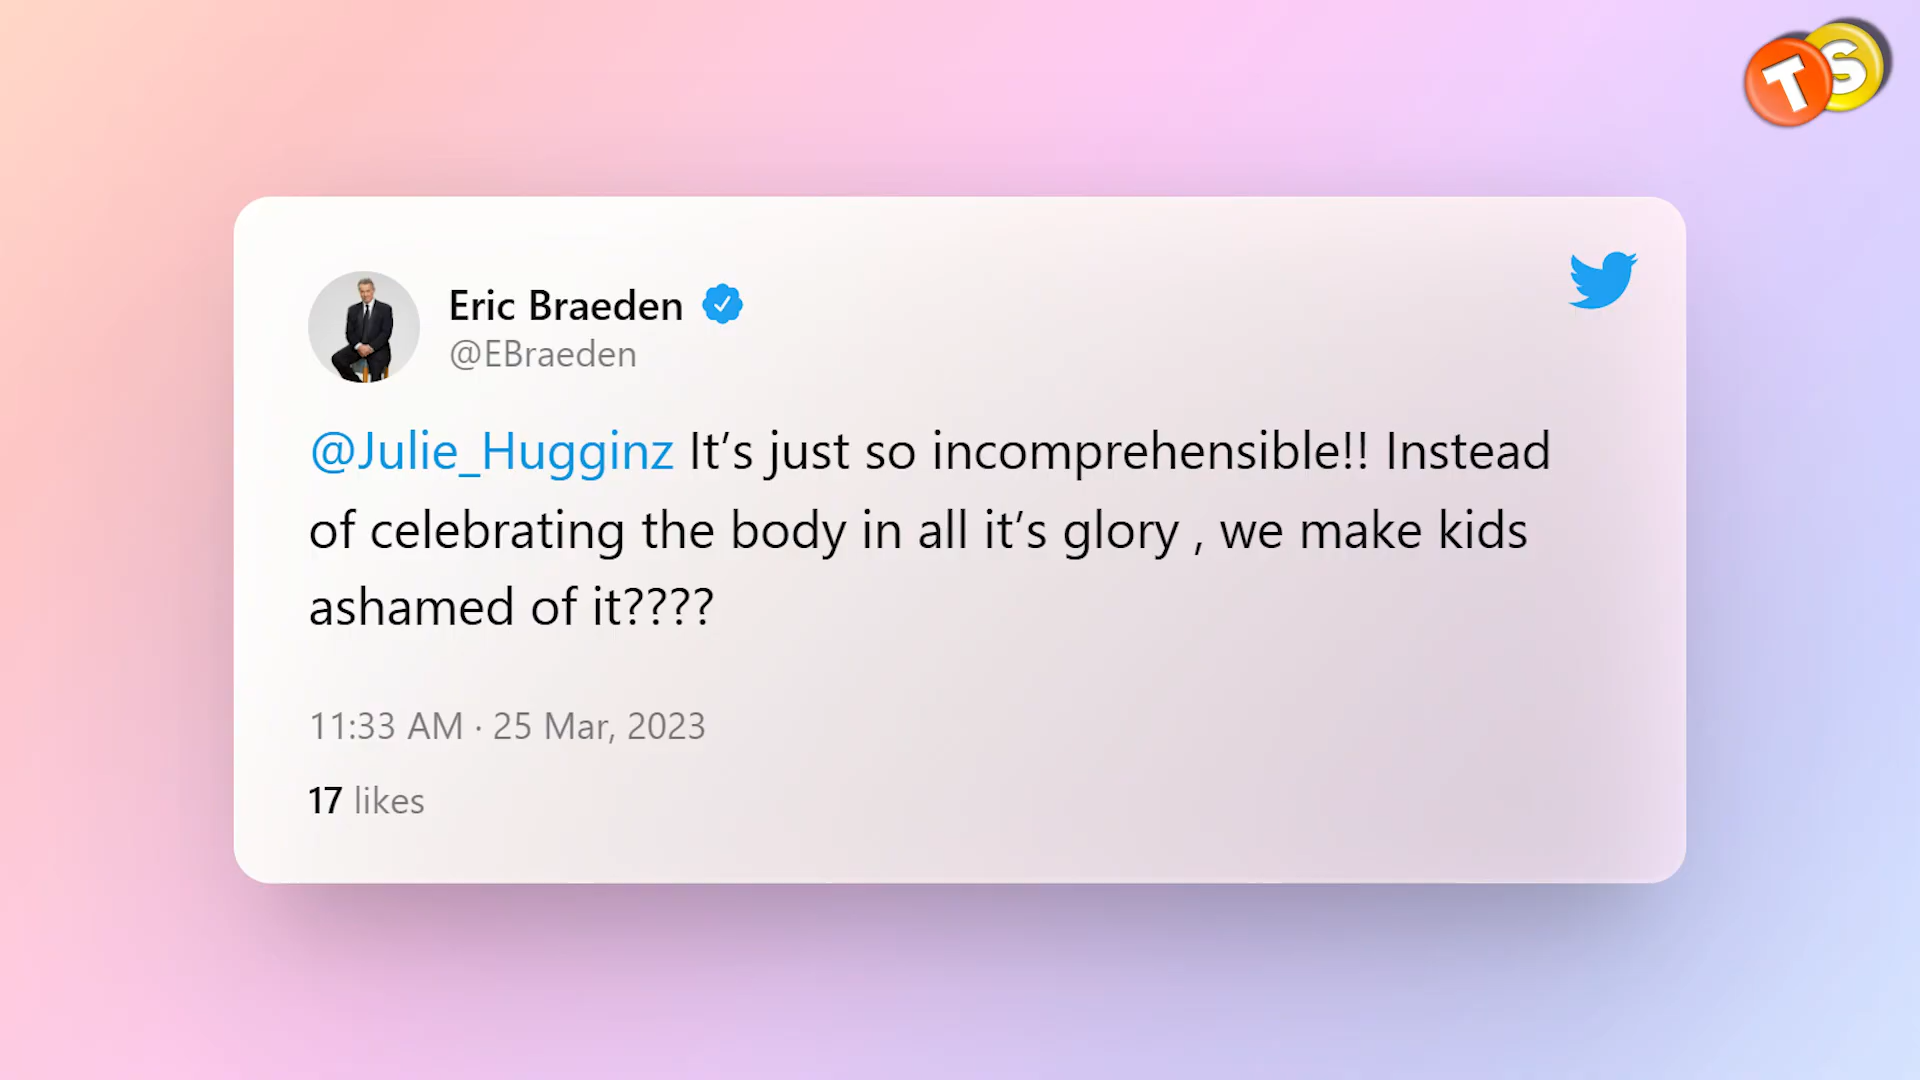 TS
Eric Braeden
@EBraeden
@Julie_Hugginz It’s just so incomprehensible!! Instead
of celebrating the body in all it’s glory , we make kids
ashamed of it????
11:33 AM · 25 Mar, 2023
17 likes